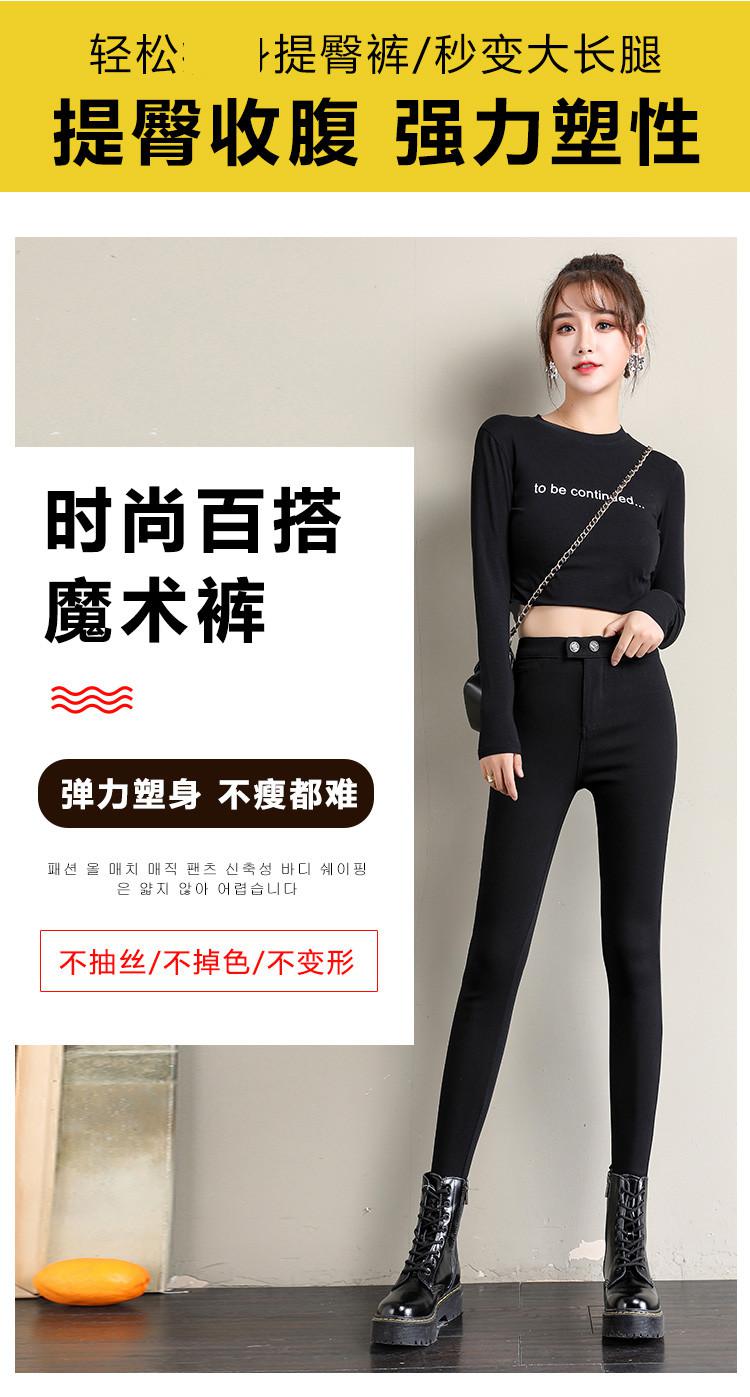 轻松 提臀裤/秒变大长腿
提臀收腹 强力塑性
to be continued...
时尚百搭
魔术裤
弹力塑身 不瘦都难
패션 올 매치 매직 팬츠 신축성 바디 쉐이핑
은 얇지 않아 어렵습니다
不抽丝/不掉色/不变形